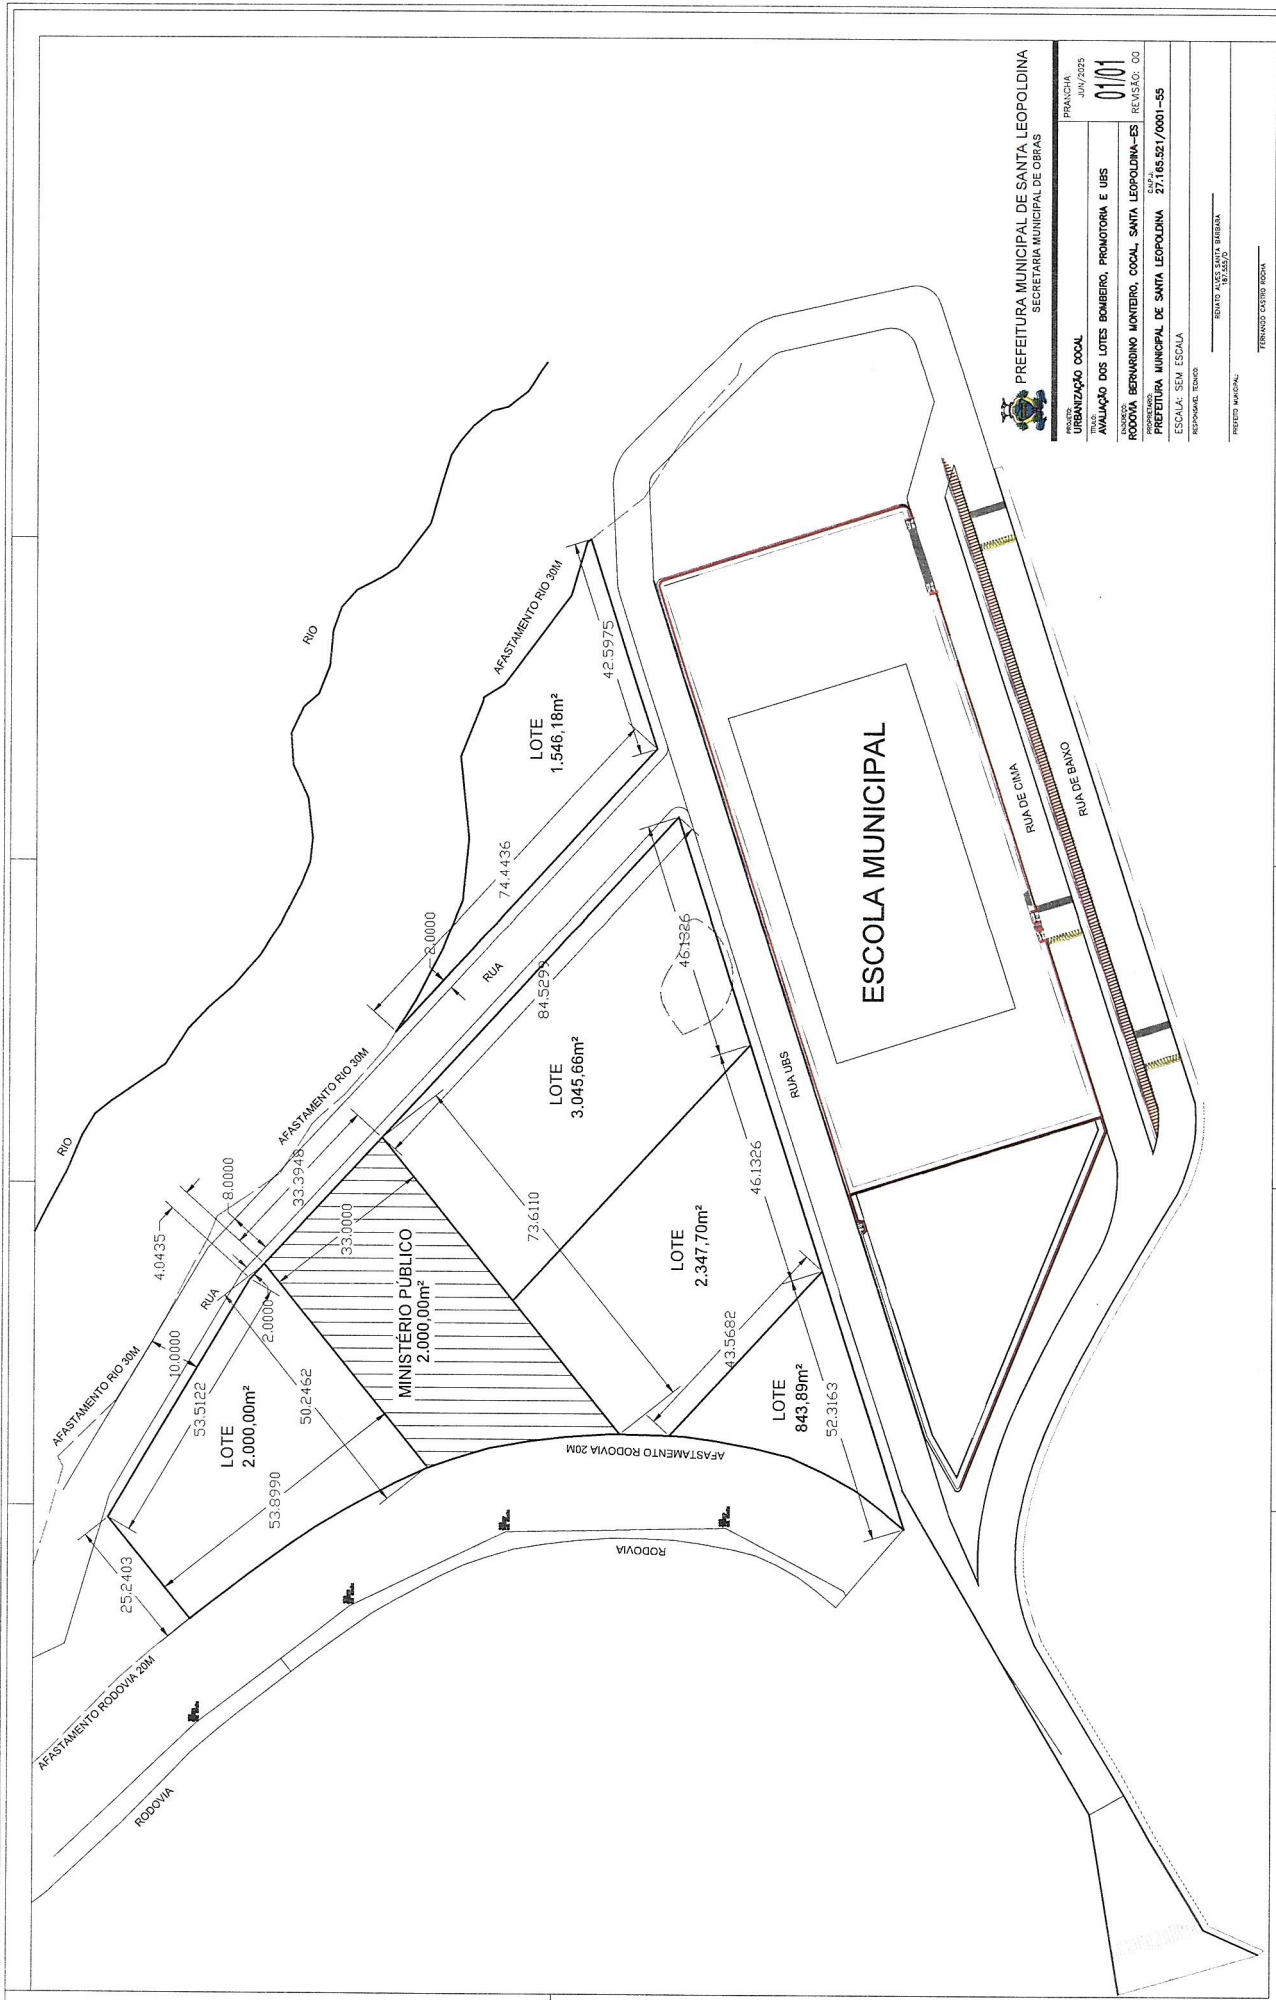 PREFEITURA MUNICIPAL DE SANTA LEOPOLDINA
SECRETARIA MUNICIPAL DE OBRAS
PROJETO:
URBANIZAÇÃO COCAL
PRANCHA:
JUN/2025
TÍTULO:
AVALIAÇÃO DOS LOTES BOMBEIRO, PROMOTORIA E UBS
01/01
ENDEREÇO:
RODOVIA BERNARDINO MONTEIRO, COCAL, SANTA LEOPOLDINA-ES
REVISÃO: 00
PROPRIETÁRIO:
PREFEITURA MUNICIPAL DE SANTA LEOPOLDINA
C.N.P.J.:
27.165.521/0001-55
ESCALA: SEM ESCALA
RESPONSÁVEL TÉCNICO:
RENATO ALVES SANTA BÁRBARA
PREFEITO MUNICIPAL:
FERNANDO CASTRO ROCHA
RIO
RIO
AFASTAMENTO RIO 30M
AFASTAMENTO RIO 30M
AFASTAMENTO RIO 30M
LOTE
1.546,18m²
42.5975
74.4436
8.0000
RUA
84.5299
46.1326
LOTE
3.045,66m²
33.3948
8.0000
4.0435
RUA
33.0000
MINISTÉRIO PÚBLICO
2.000,00m²
73.6110
46.1326
LOTE
2.347,70m²
43.5682
LOTE
843,89m²
52.3163
10.0000
2.0000
53.5122
50.2462
LOTE
2.000,00m²
53.8990
25.2403
AFASTAMENTO RODOVIA 20M
AFASTAMENTO RODOVIA 20M
RODOVIA
RODOVIA
RUA UBS
ESCOLA MUNICIPAL
RUA DE CIMA
RUA DE BAIXO